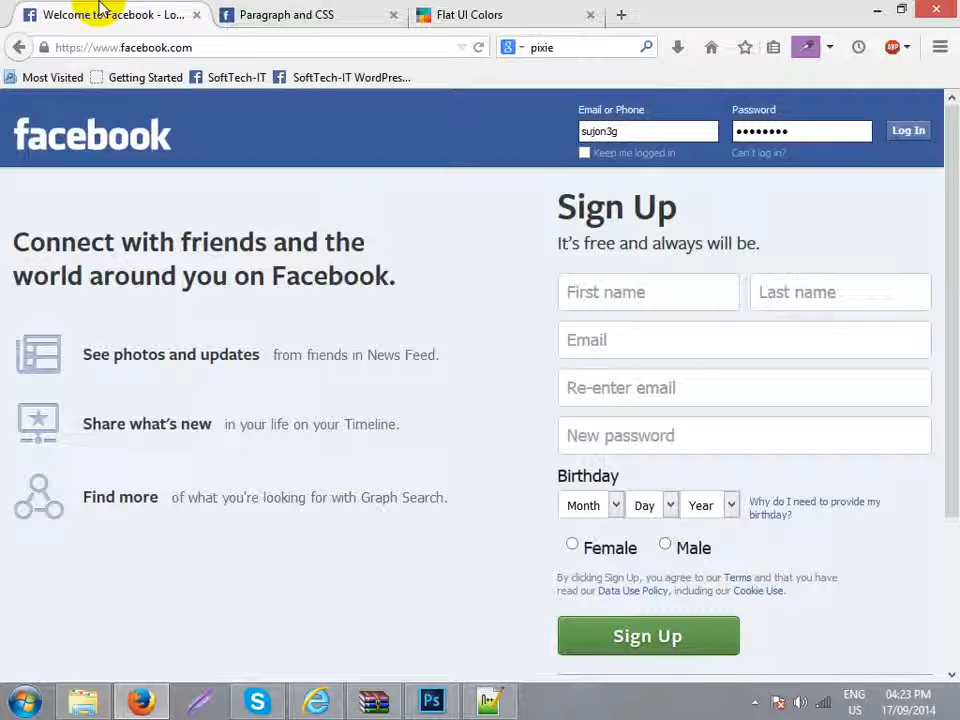 Welcome to Facebook - Lo...
Paragraph and CSS
Flat UI Colors
https://www.facebook.com
pixie
Most Visited
Getting Started
SoftTech-IT
SoftTech-IT WordPres...
facebook
Email or Phone
Password
sujon3g
••••••••
Log In
Keep me logged in
Can't log in?
Connect with friends and the
world around you on Facebook.
See photos and updates from friends in News Feed.
Share what's new in your life on your Timeline.
Find more of what you're looking for with Graph Search.
Sign Up
It's free and always will be.
First name
Last name
Email
Re-enter email
New password
Birthday
Month
Day
Year
Why do I need to provide my
birthday?
Female
Male
By clicking Sign Up, you agree to our Terms and that you have
read our Data Use Policy, including our Cookie Use.
Sign Up
ENG
US
04:23 PM
17/09/2014